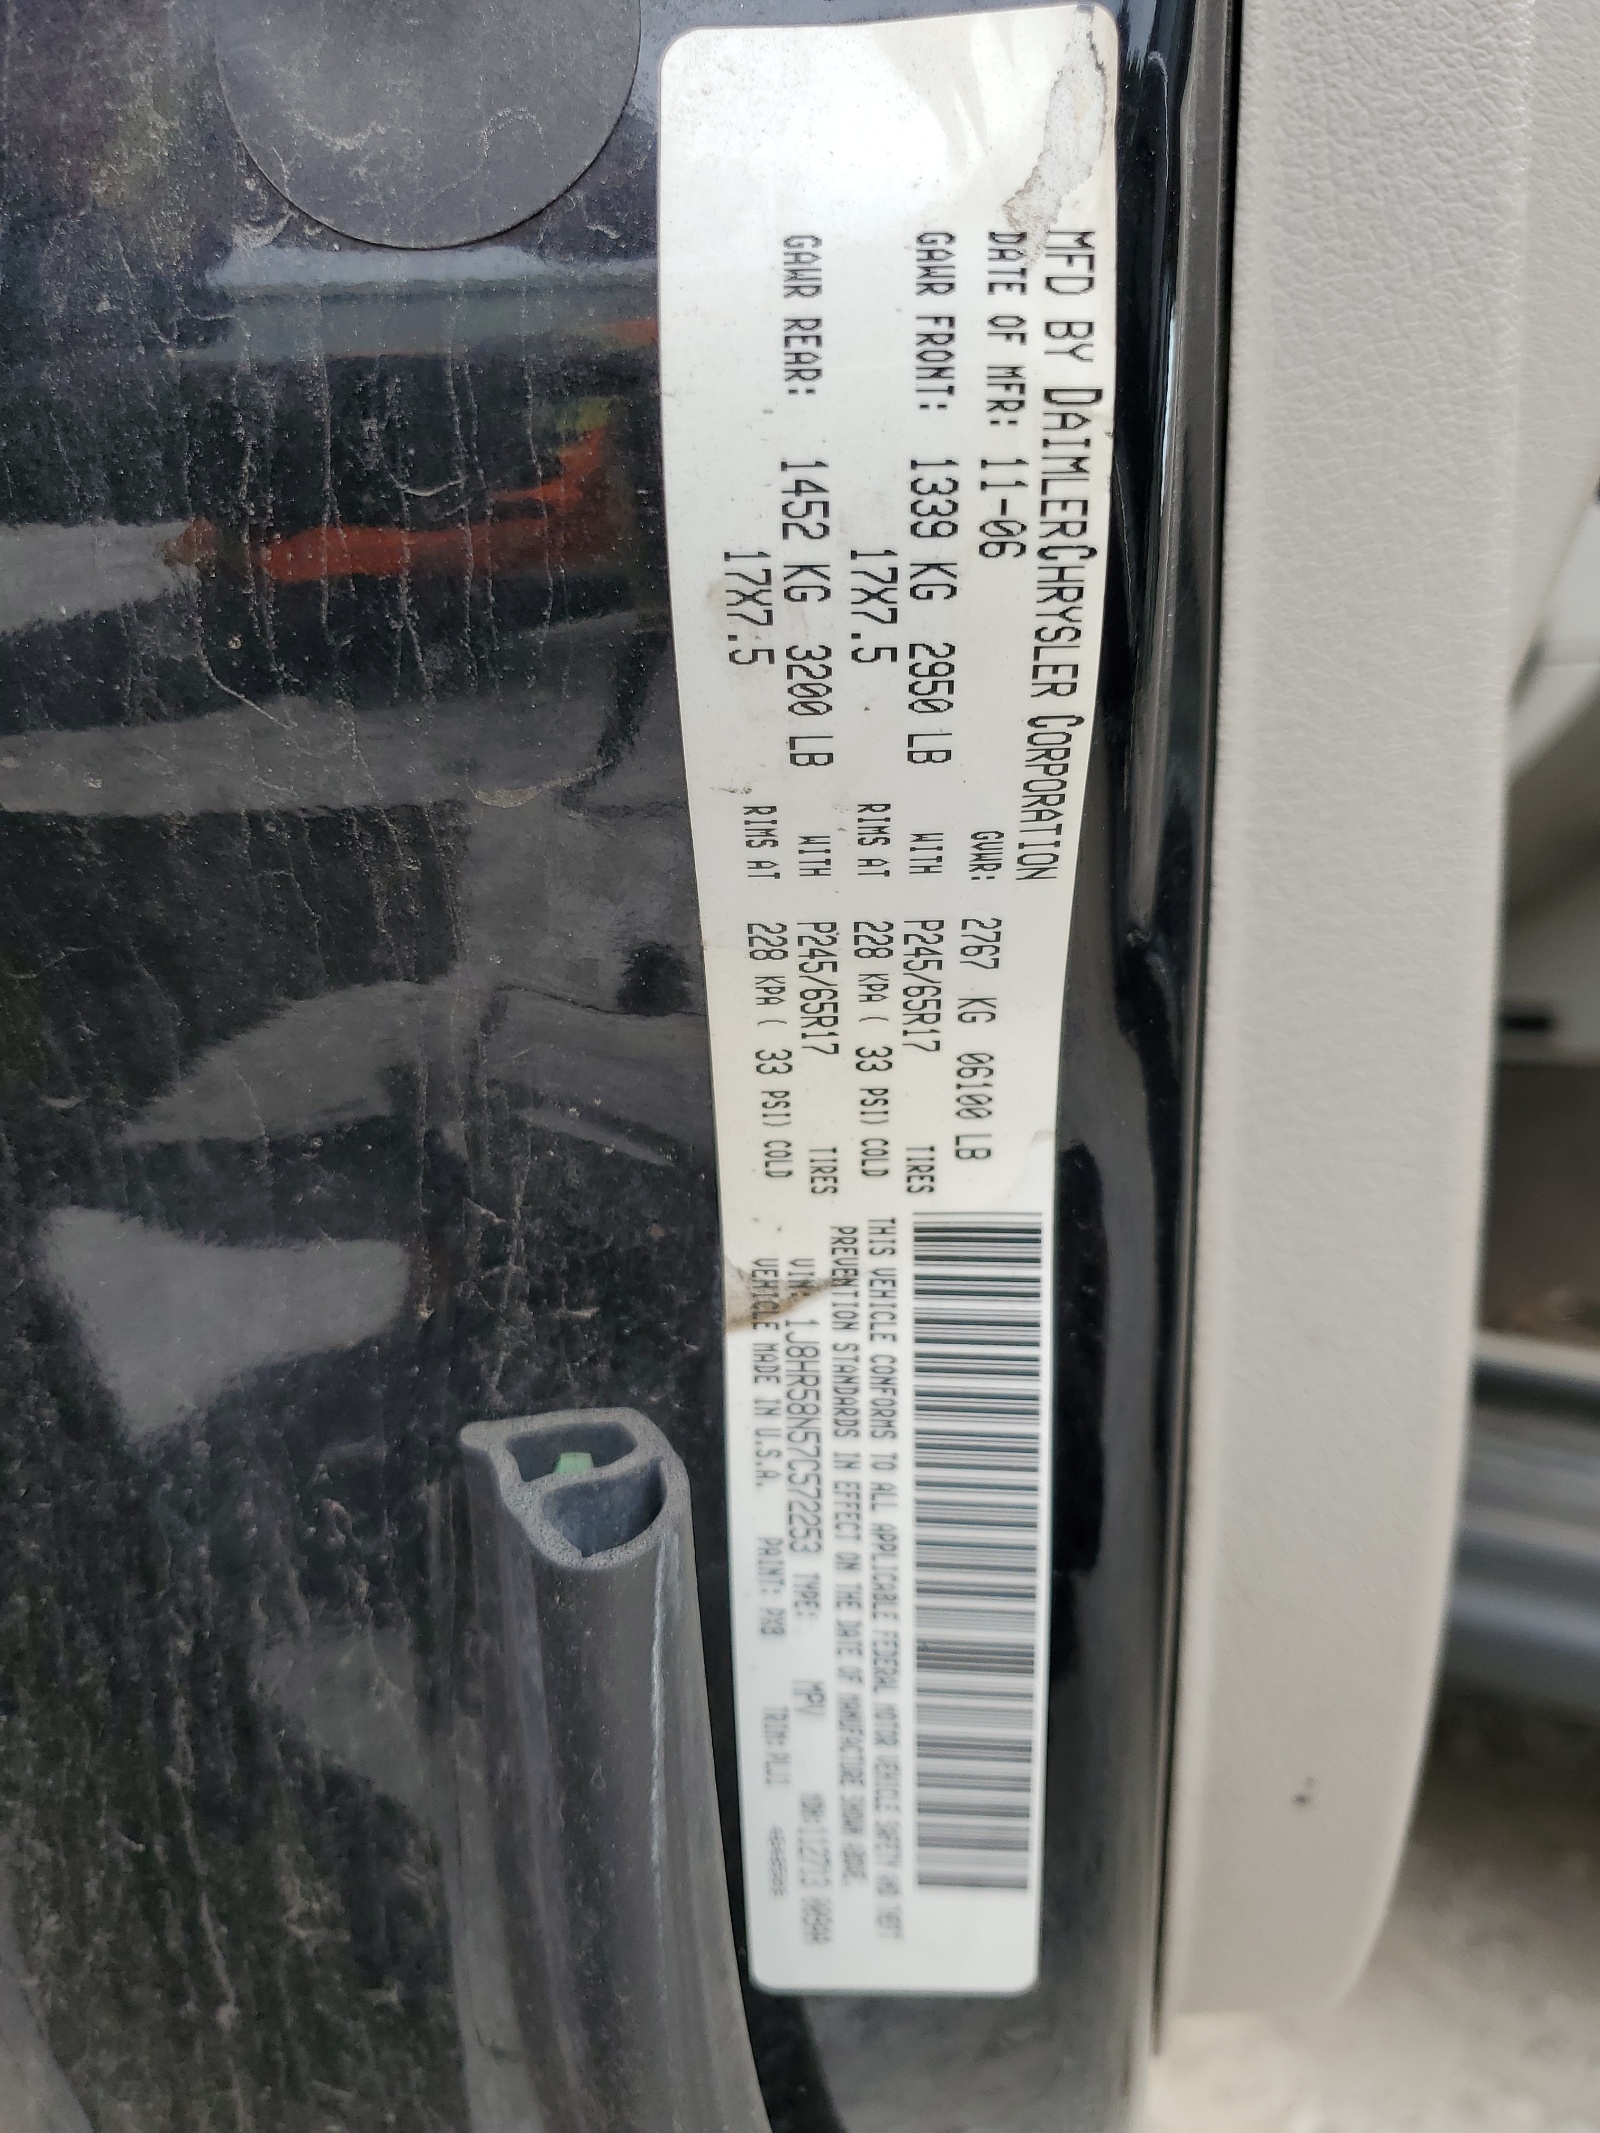 MFD BY DAIMLERCHRYSLER CORPORATION
DATE OF MFR: 11-06 GVWR: 2767 KG 06100 LB
GAWR FRONT: 1339 KG 2950 LB WITH P245/65R17 TIRES
17X7.5 RIMS AT 228 KPA ( 33 PSI) COLD
GAWR REAR: 1452 KG 3200 LB WITH P245/65R17 TIRES
17X7.5 RIMS AT 228 KPA ( 33 PSI) COLD
THIS VEHICLE CONFORMS TO ALL APPLICABLE FEDERAL MOTOR VEHICLE SAFETY AND THEFT
PREVENTION STANDARDS IN EFFECT ON THE DATE OF MANUFACTURE SHOWN ABOVE.
VIN: 1J8HR58N57C572253 TYPE: MPV
VEHICLE MADE IN U.S.A. PAINT: PXB TRIM: